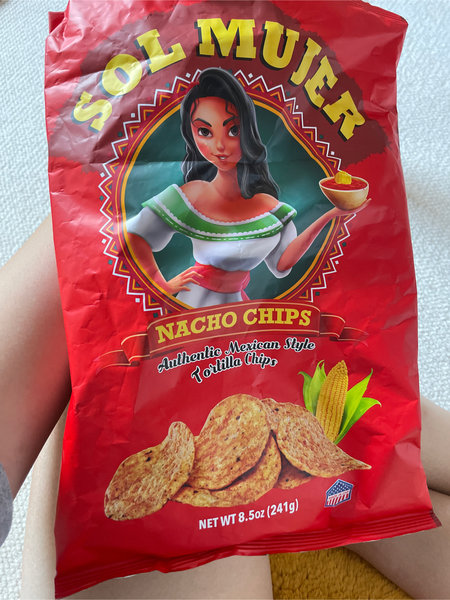 SOL MUJER
NACHO CHIPS
Authentic Mexican Style
Tortilla Chips
NET WT 8.5oz (241g)